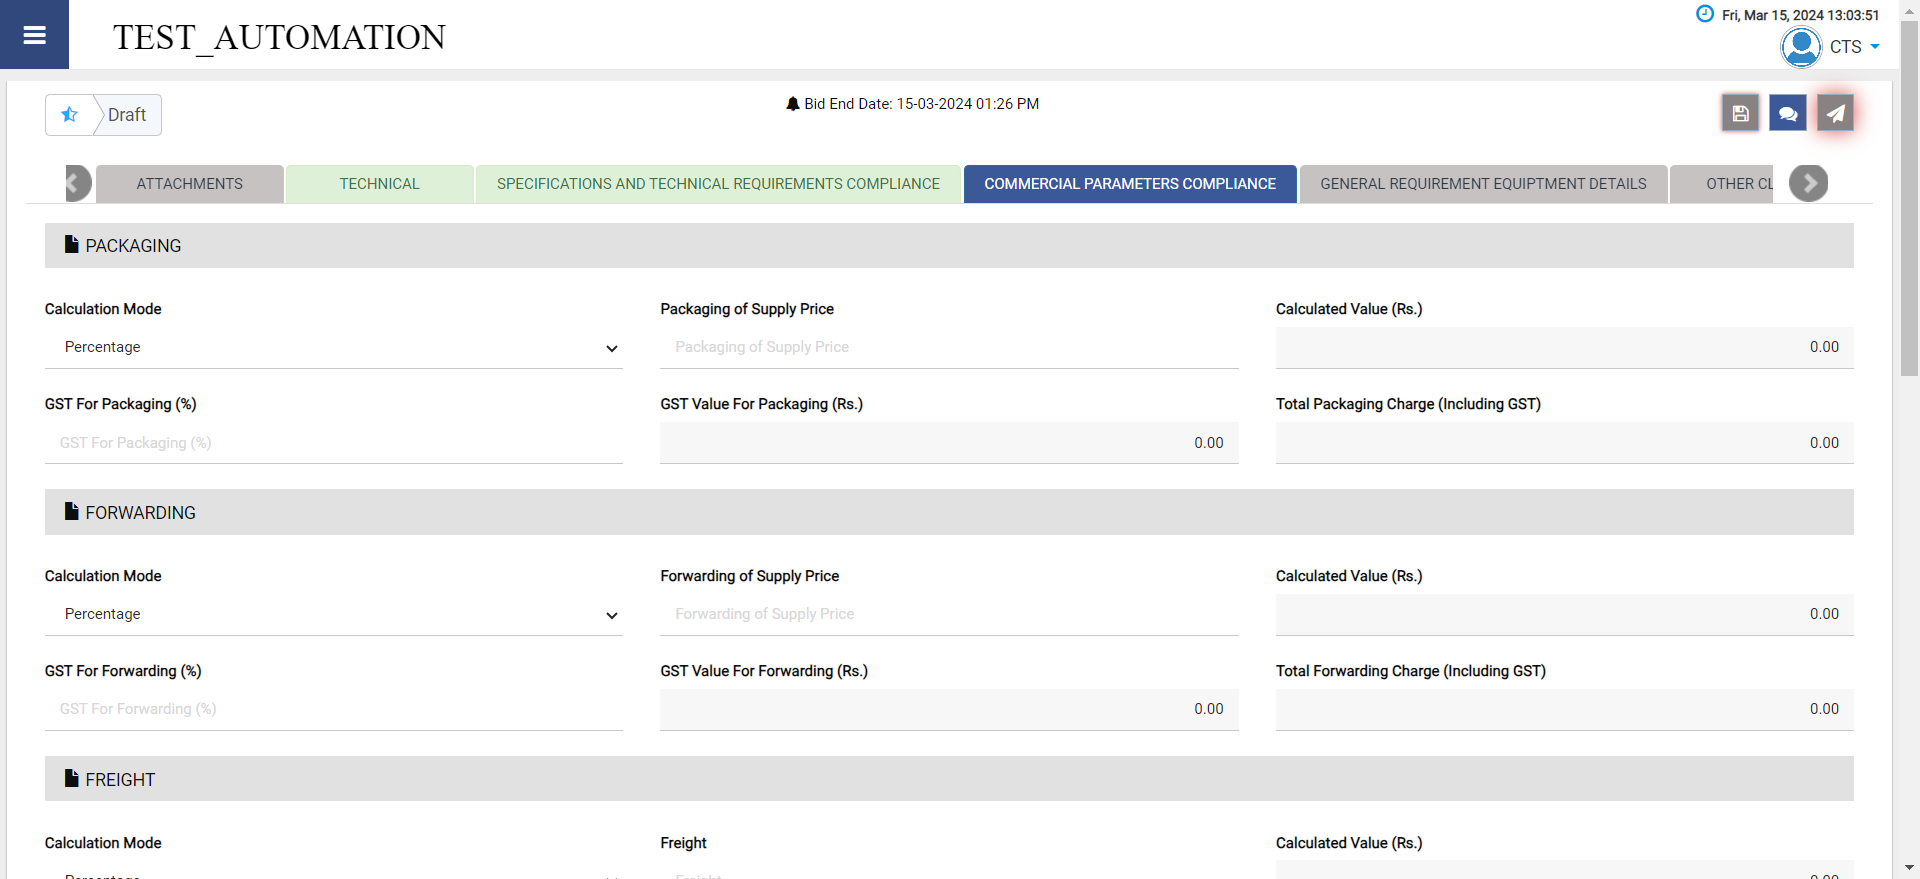 TEST_AUTOMATION
Fri, Mar 15, 2024 13:03:51
CTS
Draft
Bid End Date: 15-03-2024 01:26 PM
ATTACHMENTS
TECHNICAL
SPECIFICATIONS AND TECHNICAL REQUIREMENTS COMPLIANCE
COMMERCIAL PARAMETERS COMPLIANCE
GENERAL REQUIREMENT EQUIPTMENT DETAILS
OTHER CL
PACKAGING
Calculation Mode
Packaging of Supply Price
Calculated Value (Rs.)
Percentage
Packaging of Supply Price
0.00
GST For Packaging (%)
GST Value For Packaging (Rs.)
Total Packaging Charge (Including GST)
GST For Packaging (%)
0.00
0.00
FORWARDING
Calculation Mode
Forwarding of Supply Price
Calculated Value (Rs.)
Percentage
Forwarding of Supply Price
0.00
GST For Forwarding (%)
GST Value For Forwarding (Rs.)
Total Forwarding Charge (Including GST)
GST For Forwarding (%)
0.00
0.00
FREIGHT
Calculation Mode
Freight
Calculated Value (Rs.)
Percentage
Freight
0.00